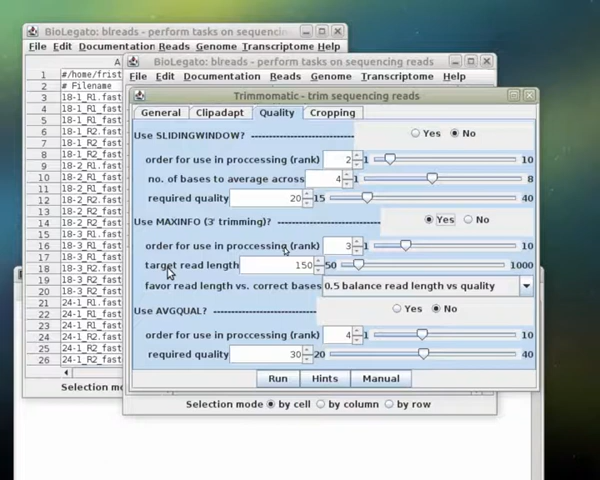 BioLegato: blreads - perform tasks on sequencin
File Edit Documentation Reads Genome Transcriptome Help
BioLegato: blreads - perform tasks on sequencing reads
File Edit Documentation Reads Genome Transcriptome Help
Trimmomatic - trim sequencing reads
General Clipadapt Quality Cropping
Use SLIDINGWINDOW? Yes No
order for use in proccessing (rank) 2 1 10
no. of bases to average across 4 1 8
required quality 20 15 40
Use MAXINFO (3' trimming)? Yes No
order for use in proccessing (rank) 3 1 10
target read length 150 50 1000
favor read length vs. correct bases 0.5 balance read length vs quality
Use AVGQUAL? Yes No
order for use in proccessing (rank) 4 1 10
required quality 30 20 40
Run Hints Manual
Selection mode by cell by column by row
A
1 #/home/frist
2 # Filename
3 18-1_R1.fast
4 18-1_R1.fast
5 18-1_R1.fast
6 18-1_R2.fast
7 18-1_R2.fast
8 18-1_R2.fast
9 18-2_R1.fast
10 18-2_R1.fast
11 18-2_R1.fast
12 18-2_R2.fast
13 18-2_R2.fast
14 18-2_R2.fast
15 18-3_R1.fast
16 18-3_R1.fast
17 18-3_R1.fast
18 18-3_R2.fast
19 18-3_R2.fast
20 18-3_R2.fast
21 24-1_R1.fast
22 24-1_R1.fast
23 24-1_R1.fast
24 24-1_R2.fast
25 24-1_R2.fast
26 24-1_R2.fast
Selection mo